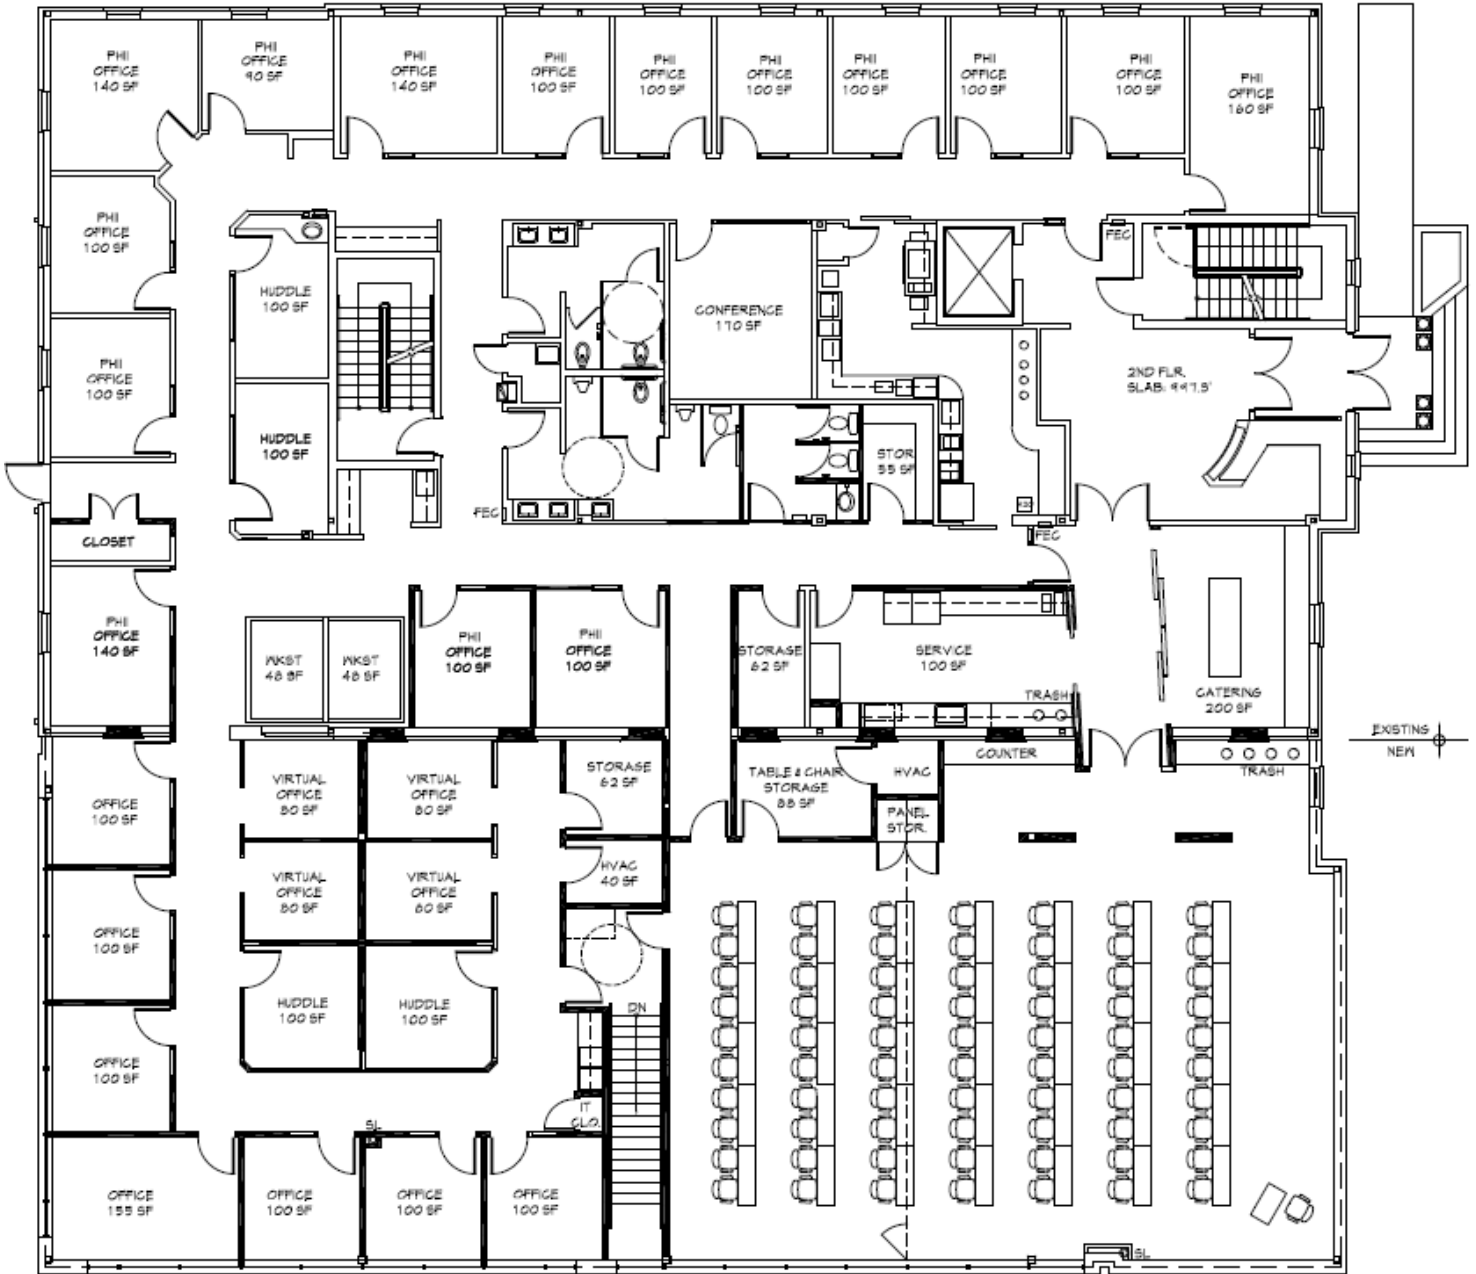 PHI
OFFICE
140 SF
PHI
OFFICE
90 SF
PHI
OFFICE
140 SF
PHI
OFFICE
100 SF
PHI
OFFICE
100 SF
PHI
OFFICE
100 SF
PHI
OFFICE
100 SF
PHI
OFFICE
100 SF
PHI
OFFICE
100 SF
PHI
OFFICE
160 SF
PHI
OFFICE
100 SF
HUDDLE
100 SF
CONFERENCE
170 SF
FEC
PHI
OFFICE
100 SF
2ND FLR.
SLAB: 997.5'
HUDDLE
100 SF
STOR.
55 SF
FEC
CLOSET
FEC
PHI
OFFICE
140 SF
WKST
48 SF
WKST
48 SF
PHI
OFFICE
100 SF
PHI
OFFICE
100 SF
STORAGE
62 SF
SERVICE
100 SF
TRASH
CATERING
200 SF
EXISTING
NEW
COUNTER
TRASH
OFFICE
100 SF
VIRTUAL
OFFICE
80 SF
VIRTUAL
OFFICE
80 SF
STORAGE
62 SF
TABLE & CHAIR
STORAGE
88 SF
HVAC
PANEL
STOR.
VIRTUAL
OFFICE
80 SF
VIRTUAL
OFFICE
80 SF
HVAC
40 SF
OFFICE
100 SF
HUDDLE
100 SF
HUDDLE
100 SF
DN
OFFICE
100 SF
IT
CLO.
SL
OFFICE
155 SF
OFFICE
100 SF
OFFICE
100 SF
OFFICE
100 SF
SL